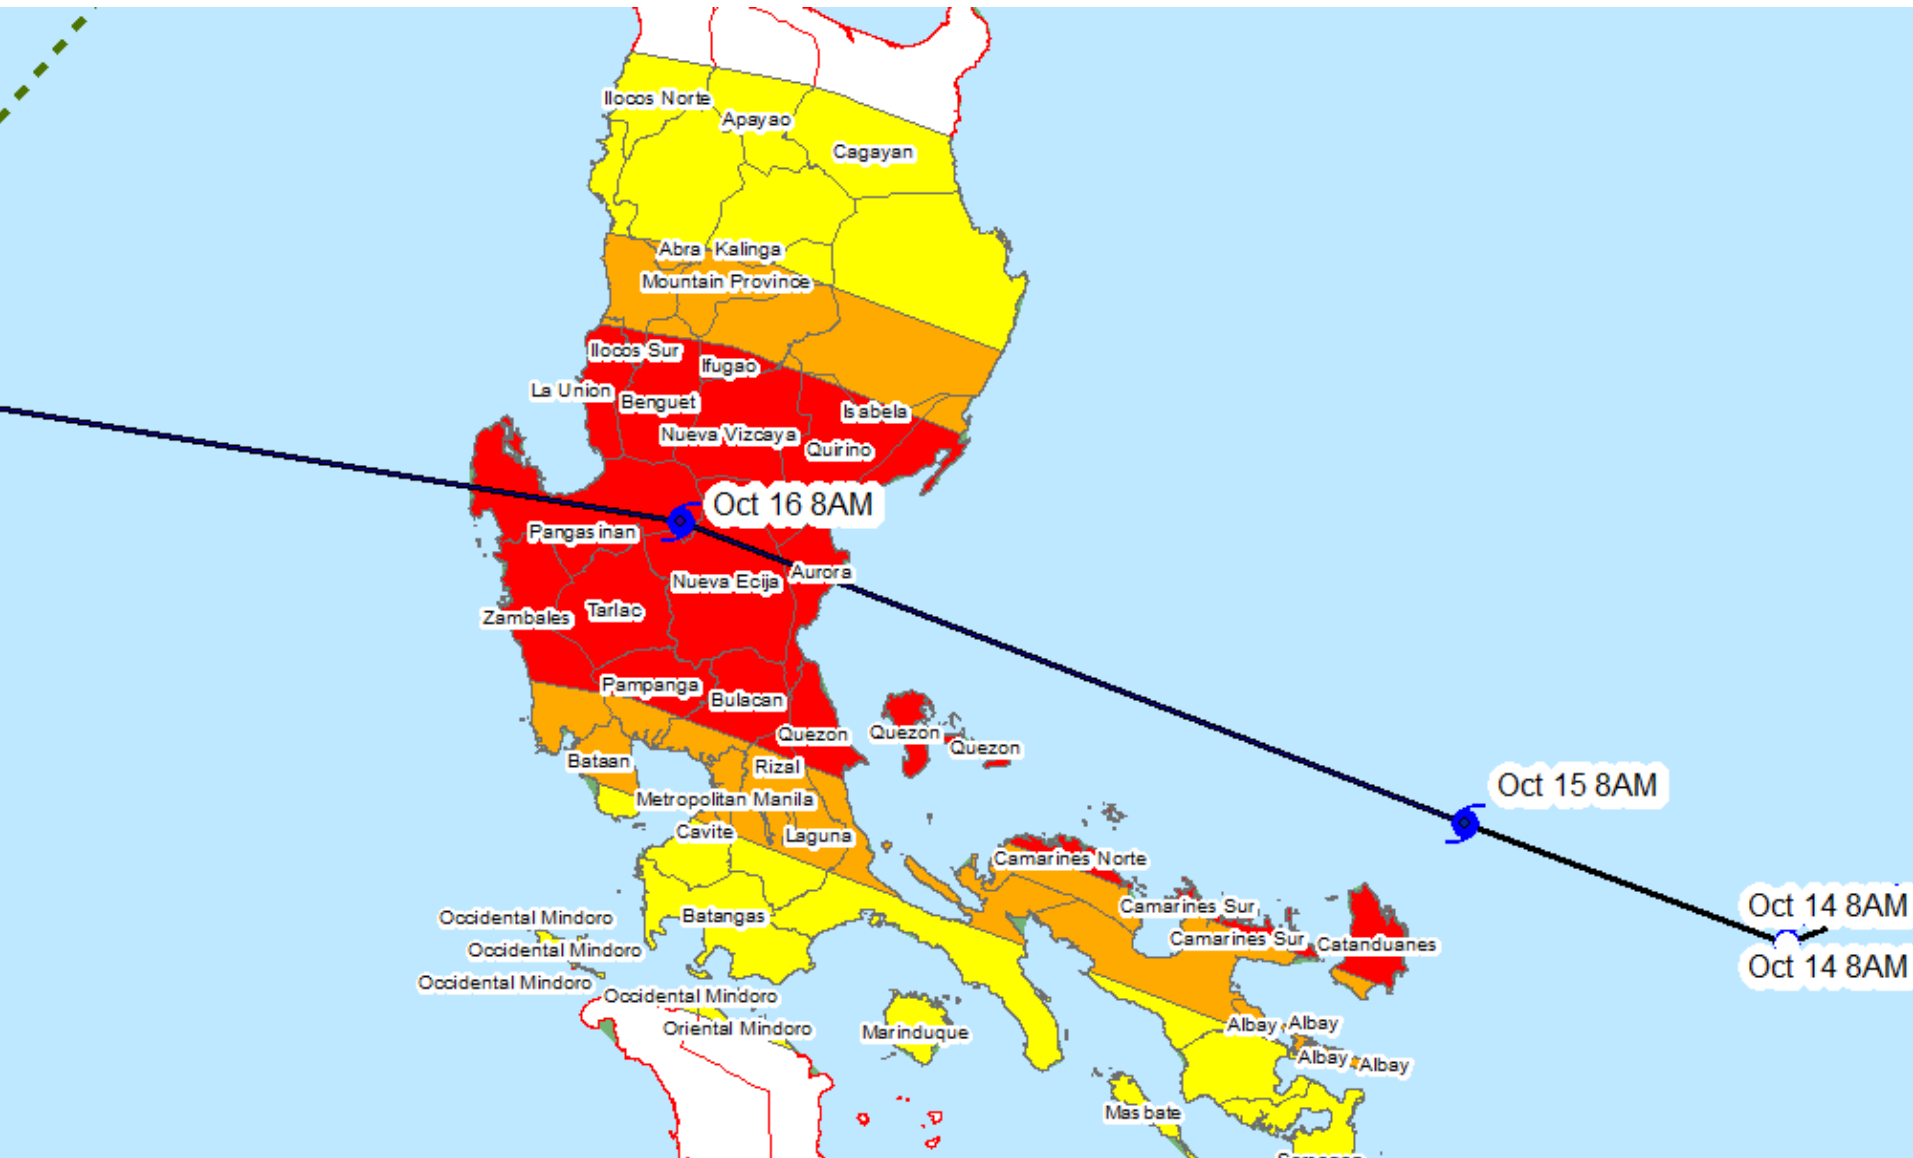 Ilocos Norte
Apayao
Cagayan
Abra
Kalinga
Mountain Province
Ilocos Sur
Ifugao
La Union
Benguet
Isabela
Nueva Vizcaya
Quirino
Oct 16 8AM
Pangasinan
Aurora
Nueva Ecija
Tarlac
Zambales
Pampanga
Bulacan
Quezon
Quezon
Quezon
Bataan
Rizal
Oct 15 8AM
Metropolitan Manila
Cavite
Laguna
Camarines Norte
Camarines Sur
Oct 14 8AM
Occidental Mindoro
Batangas
Camarines Sur
Catanduanes
Occidental Mindoro
Oct 14 8AM
Occidental Mindoro
Occidental Mindoro
Oriental Mindoro
Marinduque
Albay
Albay
Albay
Albay
Masbate